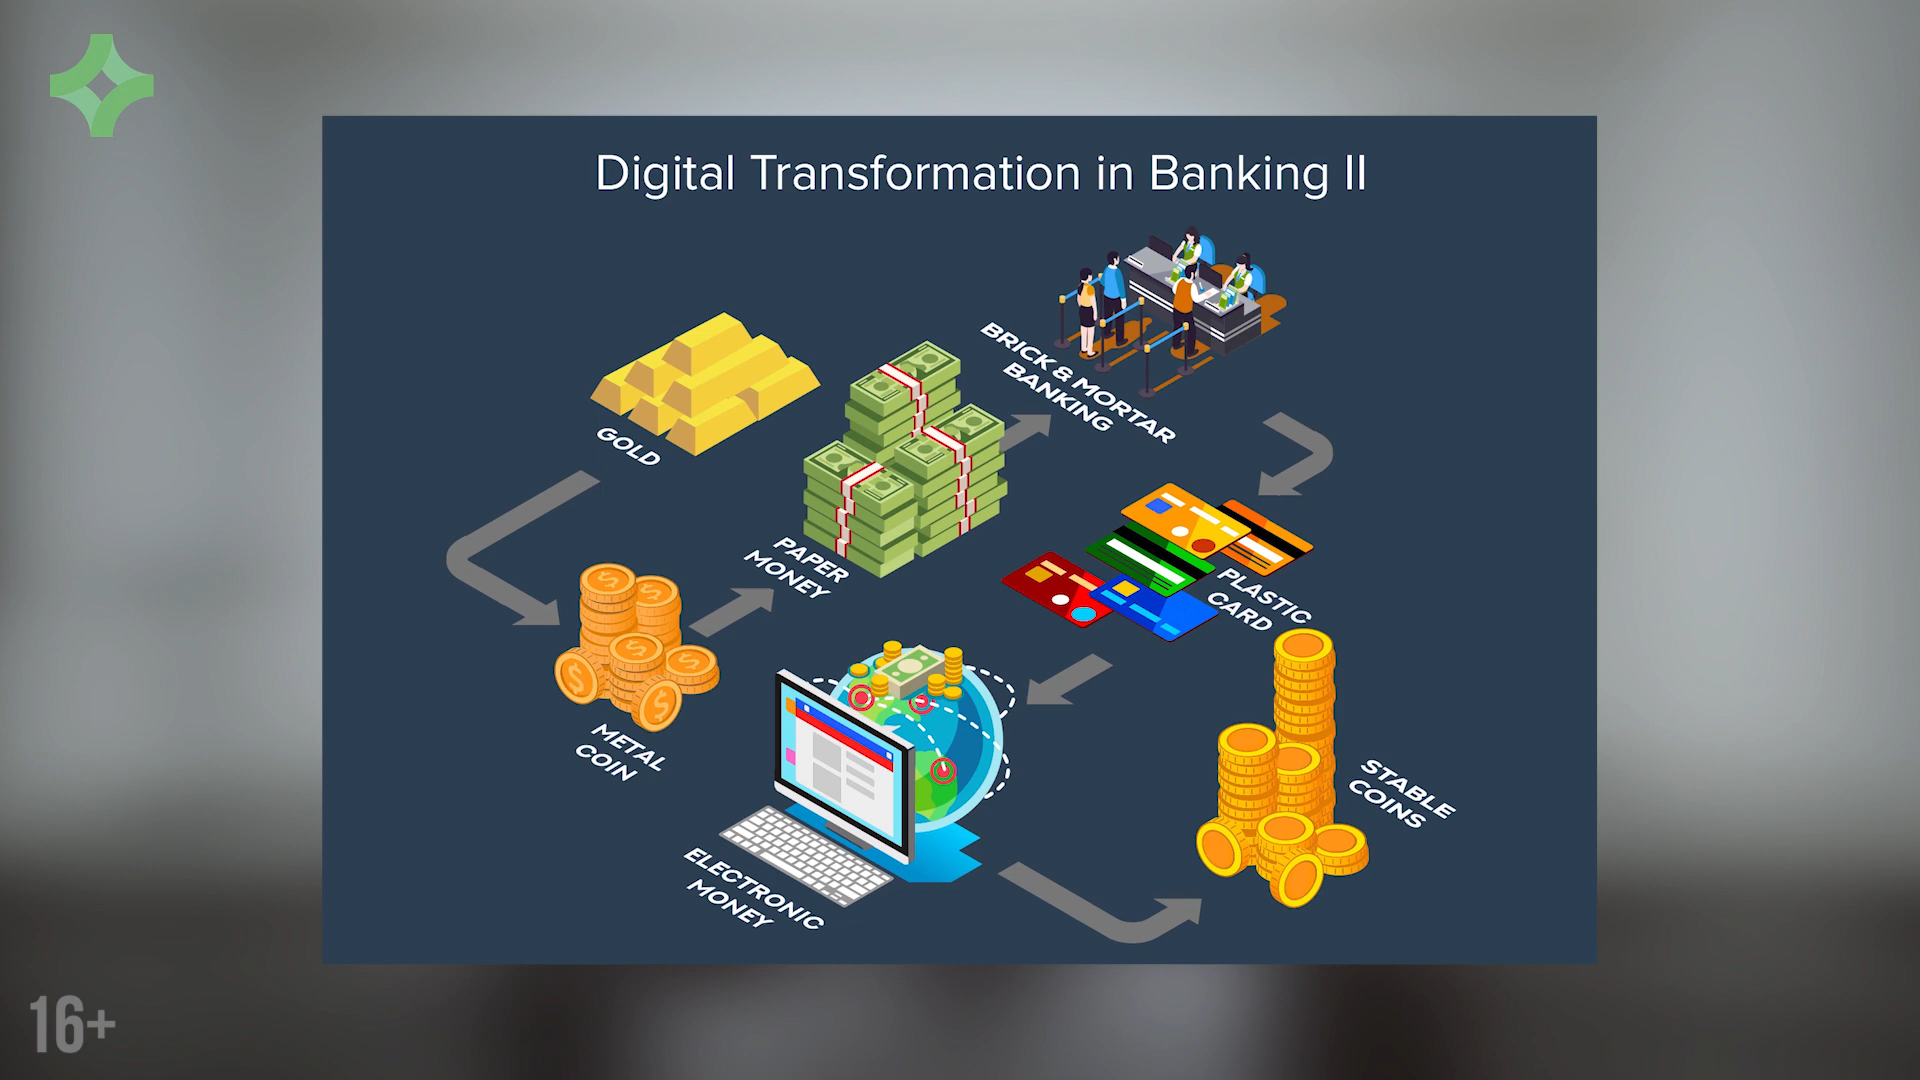 Digital Transformation in Banking II
BRICK & MORTAR
BANKING
GOLD
PAPER
MONEY
PLASTIC
CARD
METAL
COIN
STABLE
COINS
ELECTRONIC
MONEY
16+